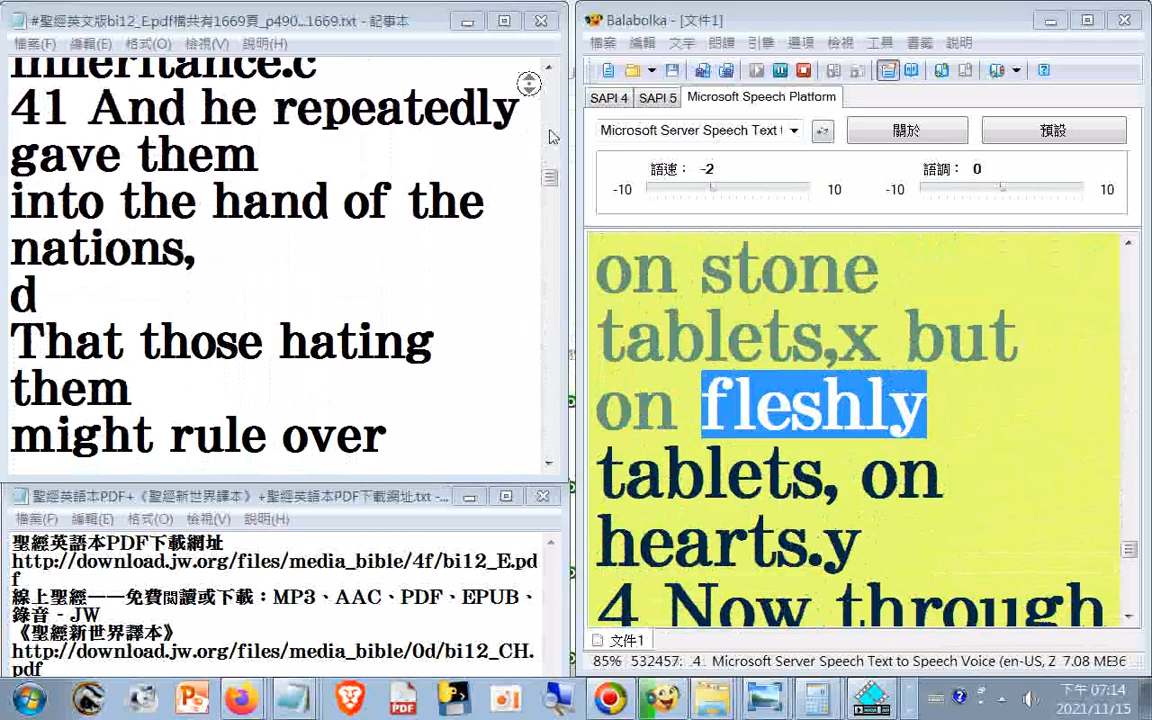 #聖經英文版bi12_E.pdf檔共有1669頁_p490...1669.txt - 記事本
檔案(F) 編輯(E) 格式(O) 檢視(V) 說明(H)
inheritance.c
41 And he repeatedly
gave them
into the hand of the
nations,
d
That those hating
them
might rule over
聖經英語本PDF+《聖經新世界譯本》+聖經英語本PDF下載網址.txt -...
檔案(F) 編輯(E) 格式(O) 檢視(V) 說明(H)
聖經英語本PDF下載網址
http://download.jw.org/files/media_bible/4f/bi12_E.pd
f
線上聖經——免費閱讀或下載：MP3、AAC、PDF、EPUB、
錄音 - JW
《聖經新世界譯本》
http://download.jw.org/files/media_bible/0d/bi12_CH.
pdf
Balabolka - [文件1]
檔案 編輯 文字 朗讀 引擎 選項 檢視 工具 書籤 說明
SAPI 4 SAPI 5 Microsoft Speech Platform
Microsoft Server Speech Text 關於 預設
語速： -2 語調： 0
-10 10 -10 10
on stone
tablets,x but
on fleshly
tablets, on
hearts.y
4 Now through
文件1
85% 532457: .4. Microsoft Server Speech Text to Speech Voice (en-US, Z 7.08 MB
下午 07:14
2021/11/15